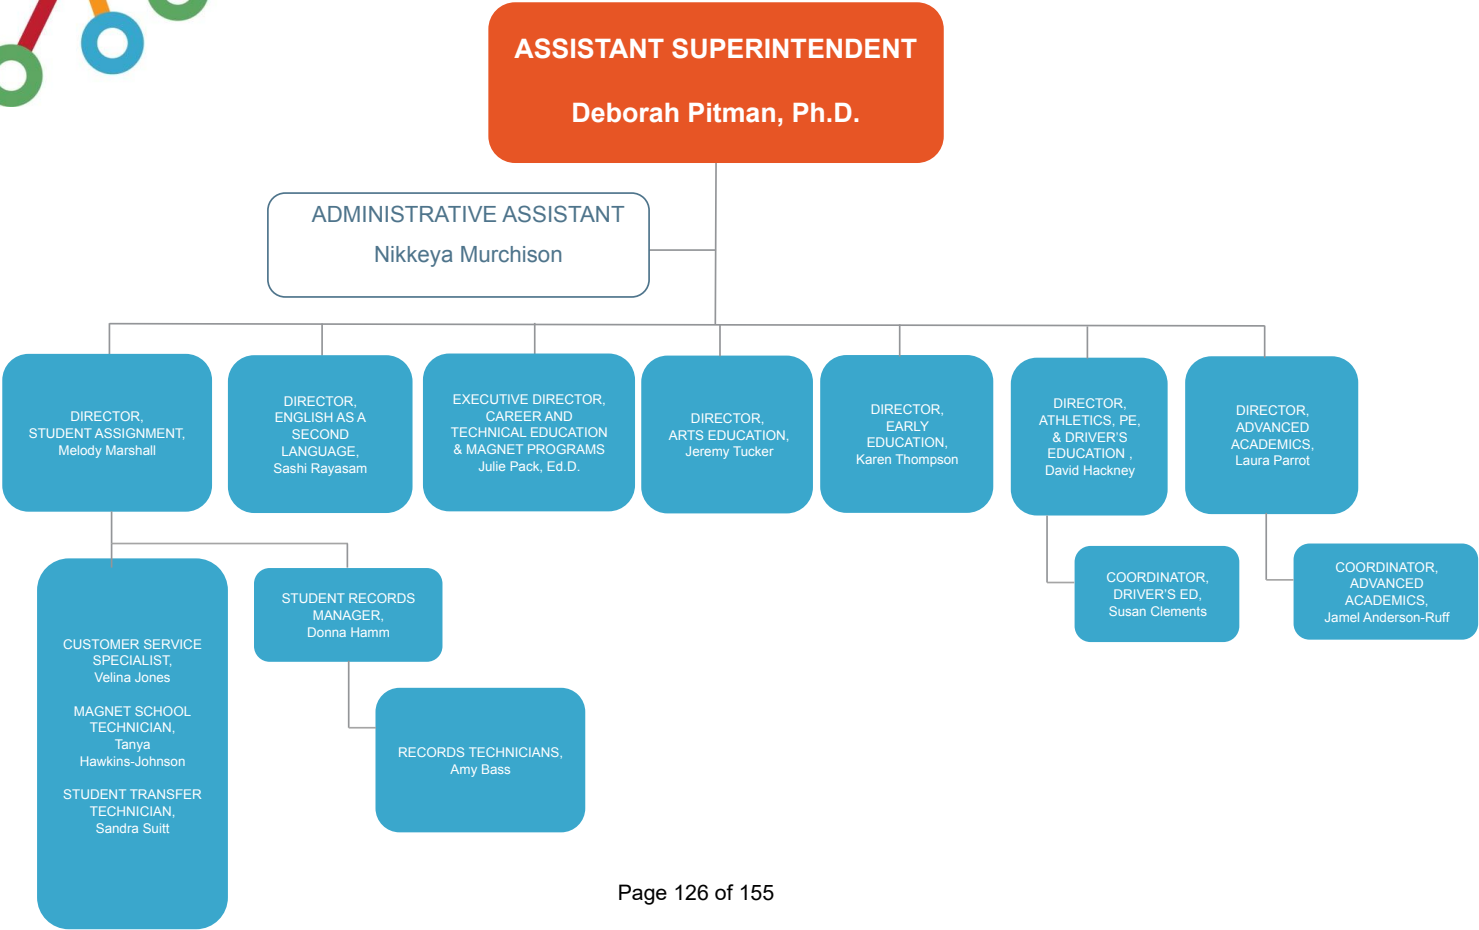 ASSISTANT SUPERINTENDENT
Deborah Pitman, Ph.D.
ADMINISTRATIVE ASSISTANT
Nikkeya Murchison
DIRECTOR,
STUDENT ASSIGNMENT,
Melody Marshall
DIRECTOR,
ENGLISH AS A
SECOND
LANGUAGE,
Sashi Rayasam
EXECUTIVE DIRECTOR,
CAREER AND
TECHNICAL EDUCATION
& MAGNET PROGRAMS
Julie Pack, Ed.D.
DIRECTOR,
ARTS EDUCATION,
Jeremy Tucker
DIRECTOR,
EARLY
EDUCATION,
Karen Thompson
DIRECTOR,
ATHLETICS, PE,
& DRIVER'S
EDUCATION ,
David Hackney
DIRECTOR,
ADVANCED
ACADEMICS,
Laura Parrot
CUSTOMER SERVICE
SPECIALIST,
Velina Jones
MAGNET SCHOOL
TECHNICIAN,
Tanya
Hawkins-Johnson
STUDENT TRANSFER
TECHNICIAN,
Sandra Suitt
STUDENT RECORDS
MANAGER,
Donna Hamm
RECORDS TECHNICIANS,
Amy Bass
COORDINATOR,
DRIVER'S ED,
Susan Clements
COORDINATOR,
ADVANCED
ACADEMICS,
Jamel Anderson-Ruff
Page 126 of 155